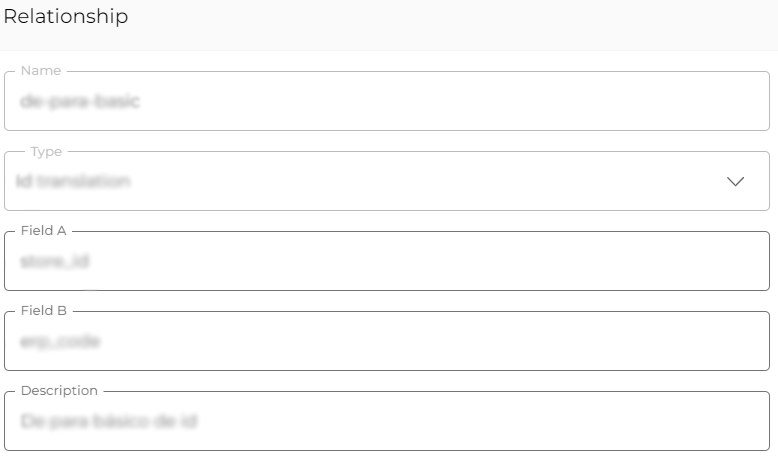 Relationship
Name
de-para-basic
Type
Id translation
Field A
store_id
Field B
erp_code
Description
De para básico de id